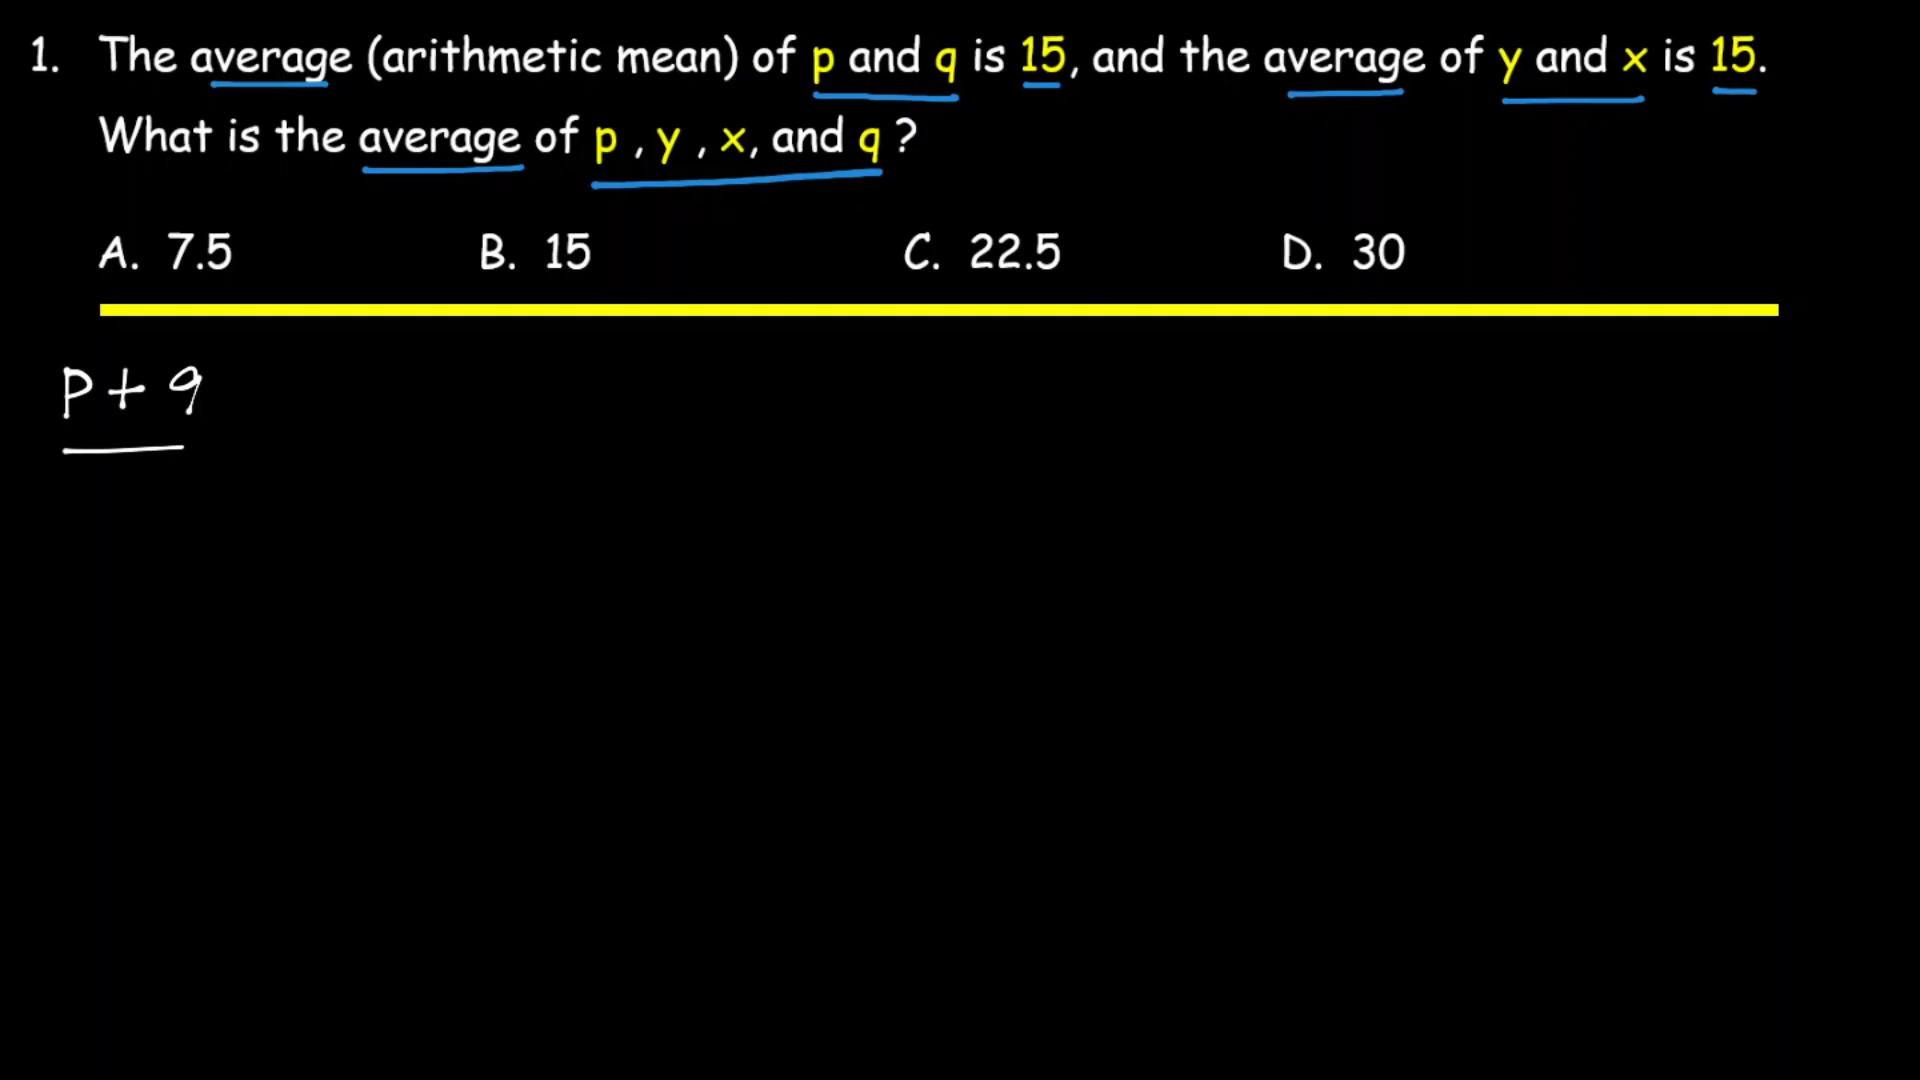 1. The average (arithmetic mean) of p and q is 15, and the average of y and x is 15.
What is the average of p , y , x, and q ?
A. 7.5 B. 15 C. 22.5 D. 30
p + q